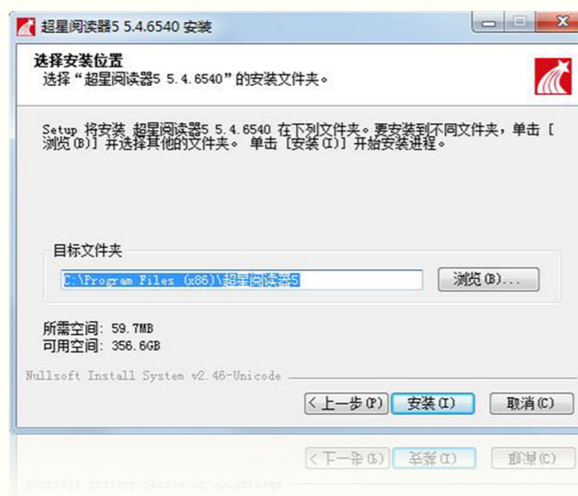 超星阅读器5 5.4.6540 安装
选择安装位置
选择“超星阅读器5 5.4.6540”的安装文件夹。
Setup 将安装 超星阅读器5 5.4.6540 在下列文件夹。要安装到不同文件夹，单击 [
浏览(B)] 并选择其他的文件夹。 单击 [安装(I)] 开始安装进程。
目标文件夹
C:\Program Files (x86)\超星阅读器5
浏览(B)...
所需空间: 59.7MB
可用空间: 356.6GB
Nullsoft Install System v2.46-Unicode
<上一步(P) 安装(I) 取消(C)